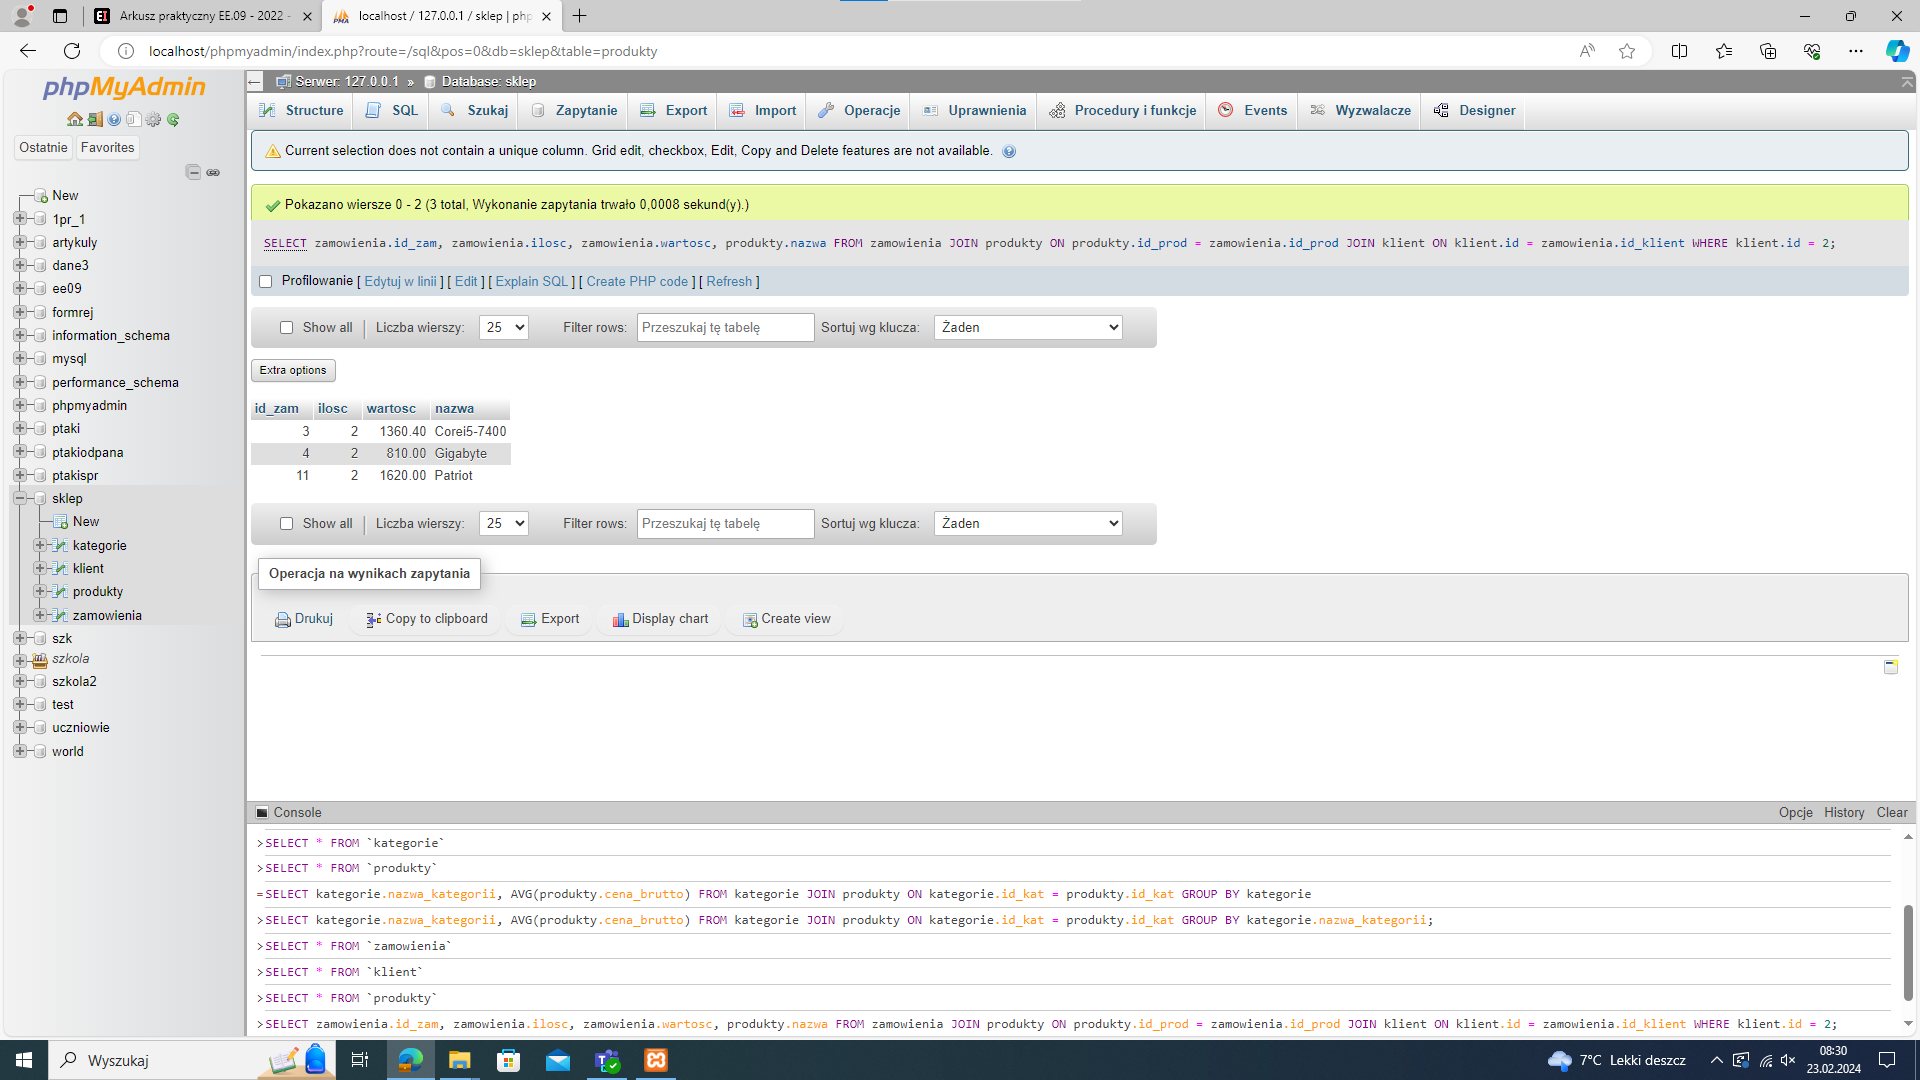 Arkusz praktyczny EE.09 - 2022 -
localhost / 127.0.0.1 / sklep | php
localhost/phpmyadmin/index.php?route=/sql&pos=0&db=sklep&table=produkty
phpMyAdmin
Ostatnie
Favorites
New
1pr_1
artykuly
dane3
ee09
formrej
information_schema
mysql
performance_schema
phpmyadmin
ptaki
ptakiodpana
ptakispr
sklep
New
kategorie
klient
produkty
zamowienia
szk
szkola
szkola2
test
uczniowie
world
Serwer: 127.0.0.1 » Database: sklep
Structure SQL Szukaj Zapytanie Export Import Operacje Uprawnienia Procedury i funkcje Events Wyzwalacze Designer
Current selection does not contain a unique column. Grid edit, checkbox, Edit, Copy and Delete features are not available.
Pokazano wiersze 0 - 2 (3 total, Wykonanie zapytania trwało 0,0008 sekund(y).)
SELECT zamowienia.id_zam, zamowienia.ilosc, zamowienia.wartosc, produkty.nazwa FROM zamowienia JOIN produkty ON produkty.id_prod = zamowienia.id_prod JOIN klient ON klient.id = zamowienia.id_klient WHERE klient.id = 2;
Profilowanie [ Edytuj w linii ] [ Edit ] [ Explain SQL ] [ Create PHP code ] [ Refresh ]
Show all Liczba wierszy: 25 Filter rows: Przeszukaj tę tabelę Sortuj wg klucza: Żaden
Extra options
id_zam ilosc wartosc nazwa
3 2 1360.40 Corei5-7400
4 2 810.00 Gigabyte
11 2 1620.00 Patriot
Show all Liczba wierszy: 25 Filter rows: Przeszukaj tę tabelę Sortuj wg klucza: Żaden
Operacja na wynikach zapytania
Drukuj Copy to clipboard Export Display chart Create view
Console Opcje History Clear
>SELECT * FROM `kategorie`
>SELECT * FROM `produkty`
=SELECT kategorie.nazwa_kategorii, AVG(produkty.cena_brutto) FROM kategorie JOIN produkty ON kategorie.id_kat = produkty.id_kat GROUP BY kategorie
>SELECT kategorie.nazwa_kategorii, AVG(produkty.cena_brutto) FROM kategorie JOIN produkty ON kategorie.id_kat = produkty.id_kat GROUP BY kategorie.nazwa_kategorii;
>SELECT * FROM `zamowienia`
>SELECT * FROM `klient`
>SELECT * FROM `produkty`
>SELECT zamowienia.id_zam, zamowienia.ilosc, zamowienia.wartosc, produkty.nazwa FROM zamowienia JOIN produkty ON produkty.id_prod = zamowienia.id_prod JOIN klient ON klient.id = zamowienia.id_klient WHERE klient.id = 2;
Wyszukaj
7°C Lekki deszcz
08:30
23.02.2024